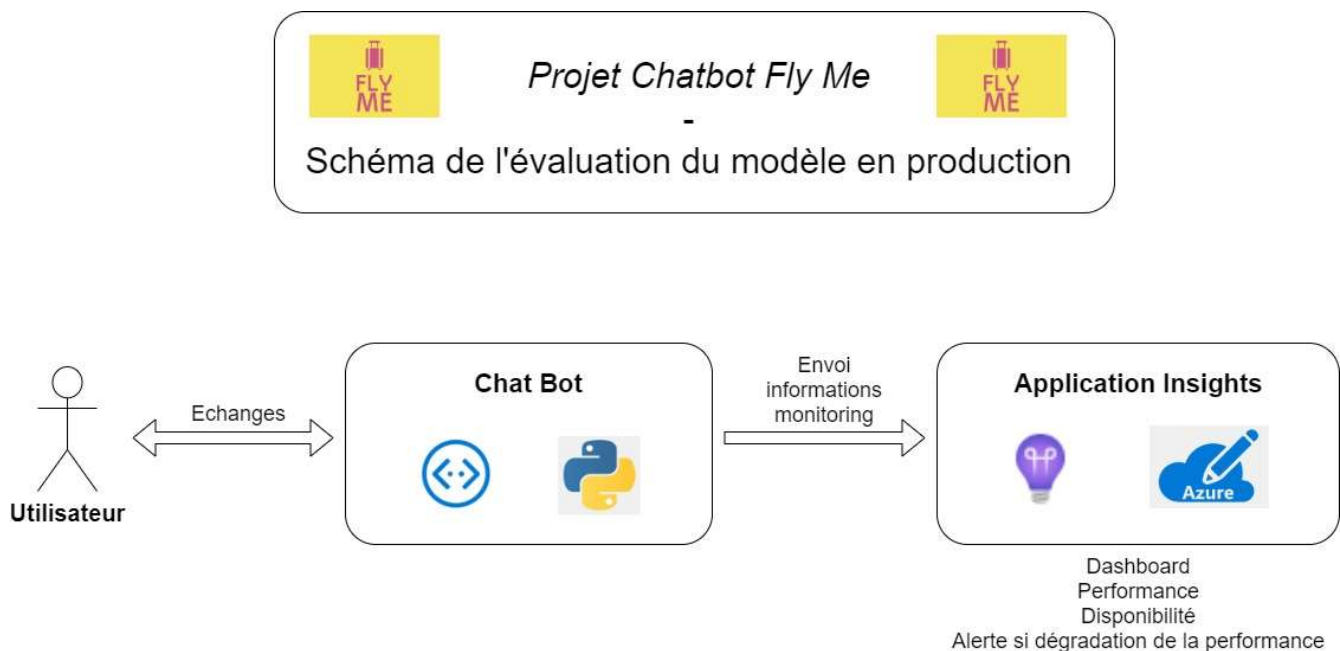 FLY
ME
Projet Chatbot Fly Me
FLY
ME
-
Schéma de l'évaluation du modèle en production
Utilisateur
Echanges
Chat Bot
Envoi
informations
monitoring
Application Insights
Azure
Dashboard
Performance
Disponibilité
Alerte si dégradation de la performance